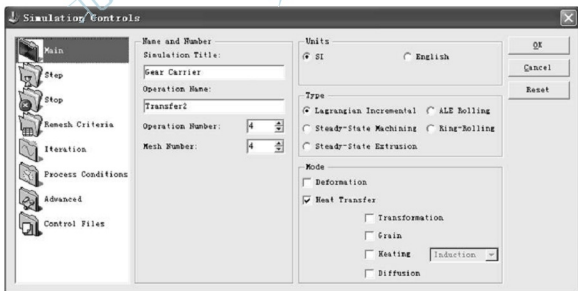 Simulation Controls
Main
Step
Stop
Remesh Criteria
Iteration
Process Conditions
Advanced
Control Files
Name and Number
Simulation Title:
Gear Carrier
Operation Name:
Transfer2
Operation Number: 4
Mesh Number: 4
Units
SI English
Type
Lagrangian Incremental ALE Rolling
Steady-State Machining Ring-Rolling
Steady-State Extrusion
Mode
Deformation
Heat Transfer
Transformation
Grain
Heating Induction
Diffusion
OK
Cancel
Reset